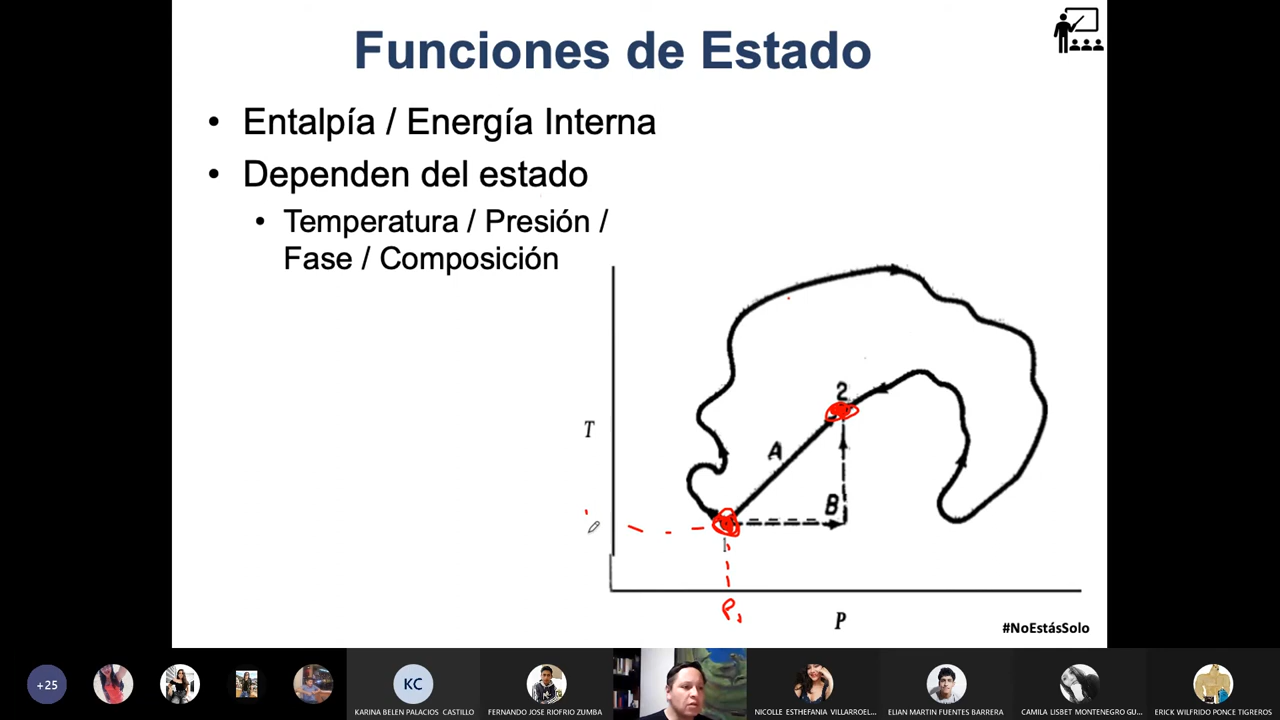 Funciones de Estado
• Entalpía / Energía Interna
• Dependen del estado
• Temperatura / Presión /
Fase / Composición
2
T
A
B
1
P₁
P
#NoEstásSolo
+25
KC
KARINA BELEN PALACIOS CASTILLO
FERNANDO JOSE RIOFRIO ZUMBA
NICOLLE ESTHEFANIA VILLARROEL...
ELIAN MARTIN FUENTES BARRERA
CAMILA LISBET MONTENEGRO GU...
ERICK WILFRIDO PONCE TIGREROS